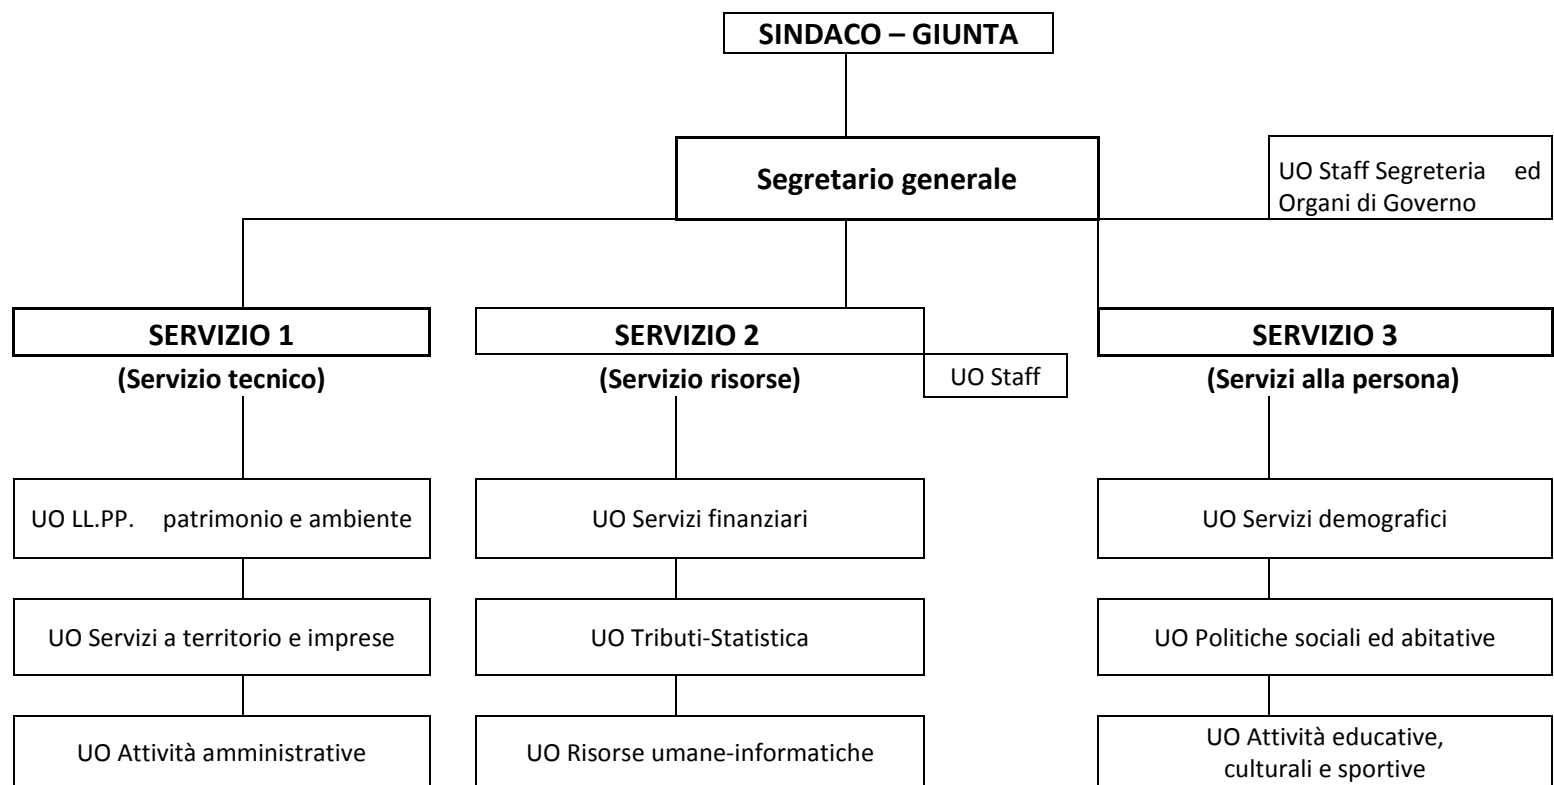 SINDACO – GIUNTA
Segretario generale
UO Staff Segreteria ed
Organi di Governo
SERVIZIO 1
(Servizio tecnico)
SERVIZIO 2
(Servizio risorse)
UO Staff
SERVIZIO 3
(Servizi alla persona)
UO LL.PP. patrimonio e ambiente
UO Servizi finanziari
UO Servizi demografici
UO Servizi a territorio e imprese
UO Tributi-Statistica
UO Politiche sociali ed abitative
UO Attività amministrative
UO Risorse umane-informatiche
UO Attività educative,
culturali e sportive